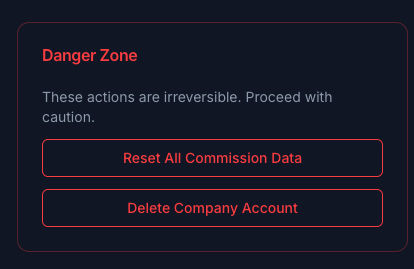 Danger Zone
These actions are irreversible. Proceed with
caution.
Reset All Commission Data
Delete Company Account